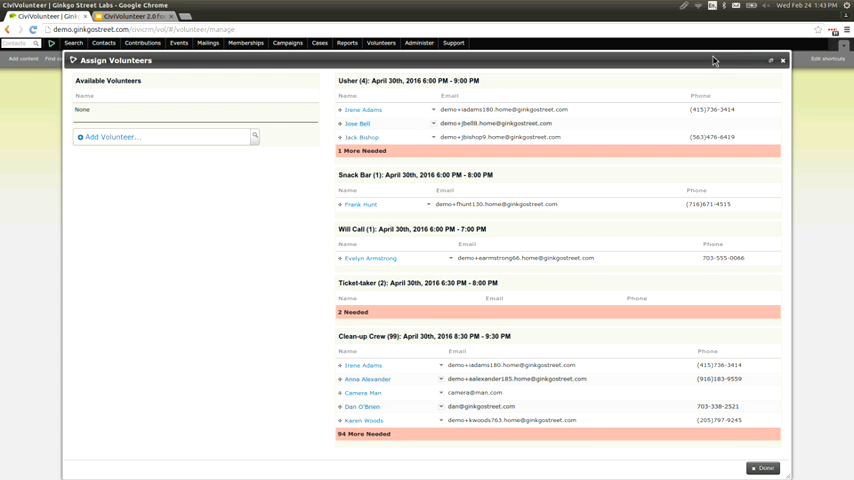 CiviVolunteer | Ginkgo Street Labs - Google Chrome
En
Wed Feb 24 1:43 PM
CiviVolunteer | Gink
CiviVolunteer 2.0 f
demo.ginkgostreet.com/civicrm/vol/#/volunteer/manage
Contacts
Search Contacts Contributions Events Mailings Memberships Campaigns Cases Reports Volunteers Administer Support
Add content
Edit shortcuts
Assign Volunteers
Available Volunteers
Name
None
Add Volunteer...
Usher (4): April 30th, 2016 6:00 PM - 9:00 PM
Name Email Phone
Irene Adams demo+iadams180.home@ginkgostreet.com (415)736-3414
Jose Bell demo+jbell8.home@ginkgostreet.com
Jack Bishop demo+jbishop9.home@ginkgostreet.com (563)476-6419
1 More Needed
Snack Bar (1): April 30th, 2016 6:00 PM - 8:00 PM
Name Email Phone
Frank Hunt demo+fhunt130.home@ginkgostreet.com (716)671-4515
Will Call (1): April 30th, 2016 6:00 PM - 7:00 PM
Name Email Phone
Evelyn Armstrong demo+earmstrong66.home@ginkgostreet.com 703-555-0066
Ticket-taker (2): April 30th, 2016 6:30 PM - 8:00 PM
Name Email Phone
2 Needed
Clean-up Crew (99): April 30th, 2016 8:30 PM - 9:30 PM
Name Email Phone
Irene Adams demo+iadams180.home@ginkgostreet.com (415)736-3414
Anna Alexander demo+aalexander185.home@ginkgostreet.com (916)183-9559
Camera Man camera@man.com
Dan O'Brien dan@ginkgostreet.com 703-338-2521
Karen Woods demo+kwoods763.home@ginkgostreet.com (205)797-9245
94 More Needed
Done